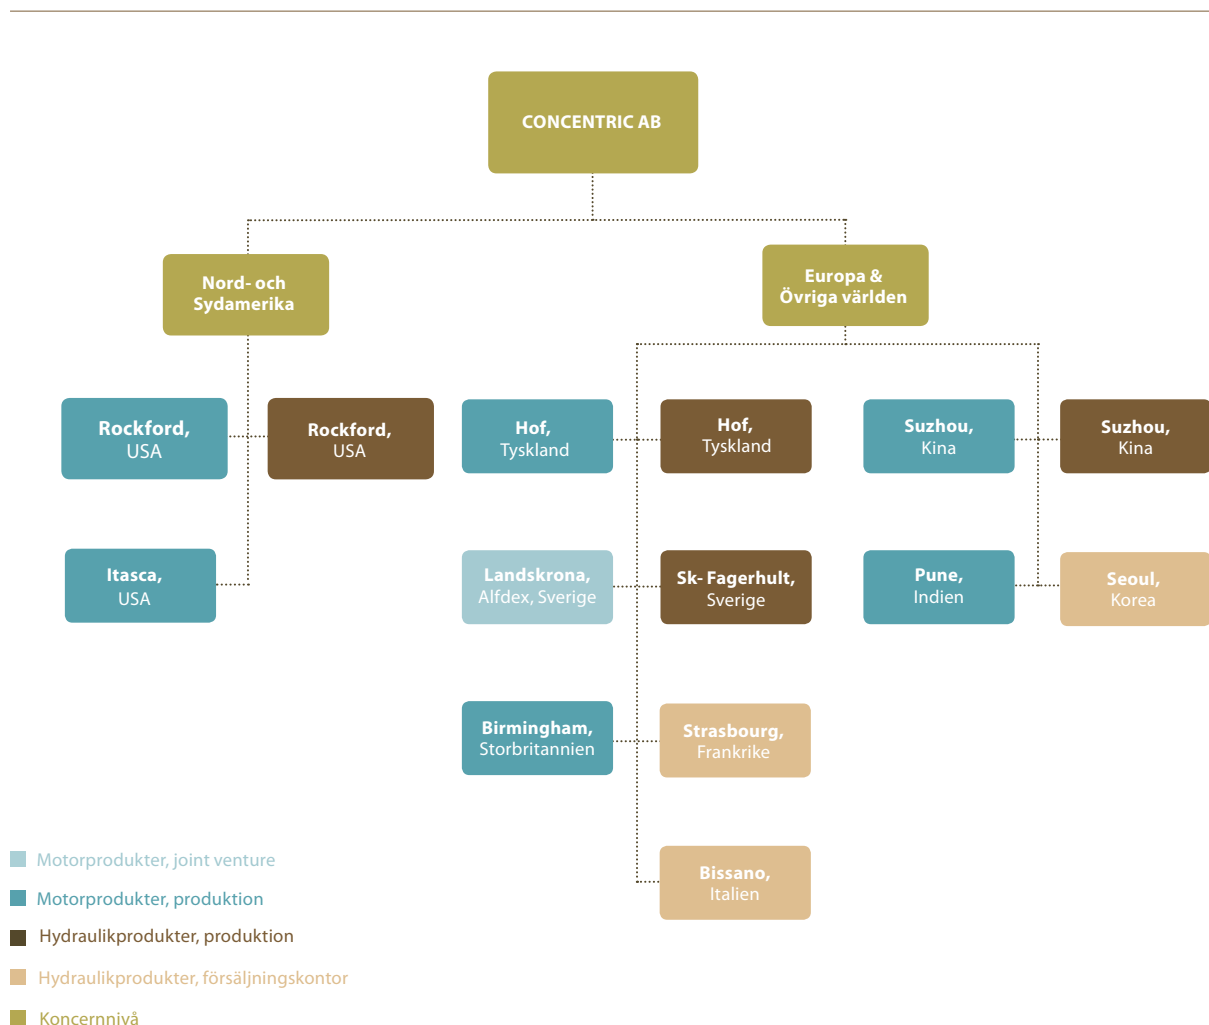 CONCENTRIC AB
Nord- och
Sydamerika
Europa &
Övriga världen
Rockford,
USA
Rockford,
USA
Hof,
Tyskland
Hof,
Tyskland
Suzhou,
Kina
Suzhou,
Kina
Itasca,
USA
Landskrona,
Alfdex, Sverige
Sk- Fagerhult,
Sverige
Pune,
Indien
Seoul,
Korea
Birmingham,
Storbritannien
Strasbourg,
Frankrike
Bissano,
Italien
Motorprodukter, joint venture
Motorprodukter, produktion
Hydraulikprodukter, produktion
Hydraulikprodukter, försäljningskontor
Koncernnivå